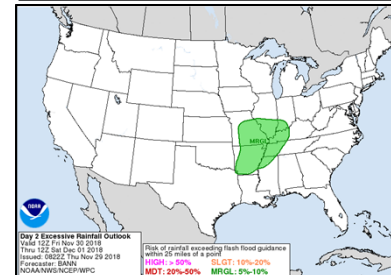 MRGL
NOAA
Day 2 Excessive Rainfall Outlook
Valid 12Z Fri Nov 30 2018
Thru 12Z Sat Dec 01 2018
Issued: 0822Z Thu Nov 29 2018
Forecaster: BANN
NOAA/NWS/NCEP/WPC
Risk of rainfall exceeding flash flood guidance
within 25 miles of a point
HIGH: > 50% SLGT: 10%-20%
MDT: 20%-50% MRGL: 5%-10%